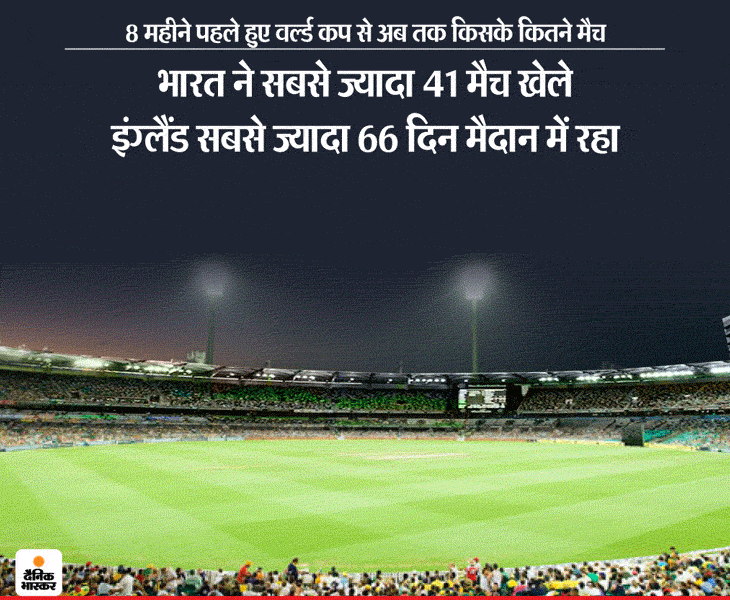 8 महीने पहले हुए वर्ल्ड कप से अब तक किसके कितने मैच
भारत ने सबसे ज्यादा 41 मैच खेले
इंग्लैंड सबसे ज्यादा 66 दिन मैदान में रहा
दैनिक
भास्कर